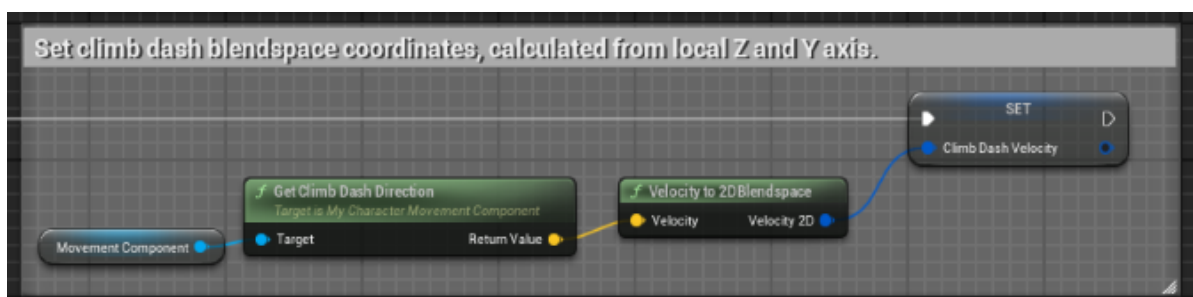 Set climb dash blendspace coordinates, calculated from local Z and Y axis.
SET
Climb Dash Velocity
f Get Climb Dash Direction
Target is My Character Movement Component
Target
Return Value
f Velocity to 2DBlendspace
Velocity
Velocity 2D
Movement Component